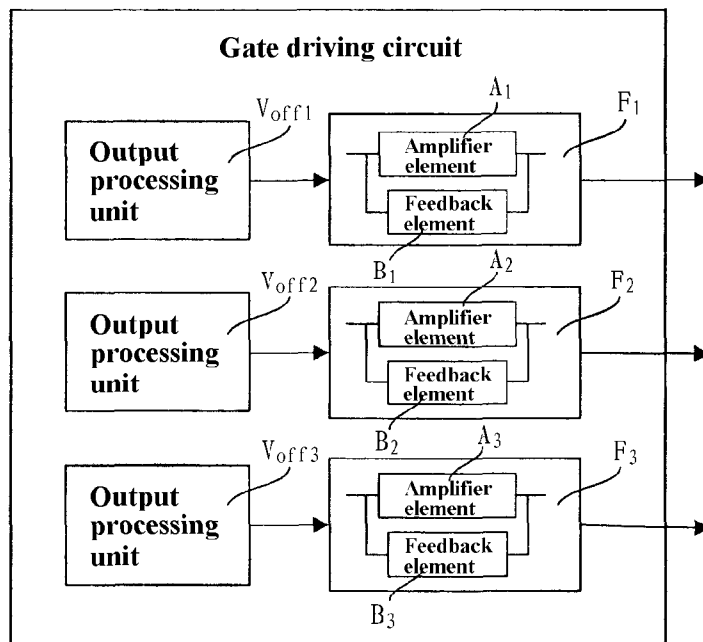 Gate driving circuit
Voff1
A1
F1
Output
processing
unit
Amplifier
element
Feedback
element
B1
Voff2
A2
F2
Output
processing
unit
Amplifier
element
Feedback
element
B2
Voff3
A3
F3
Output
processing
unit
Amplifier
element
Feedback
element
B3